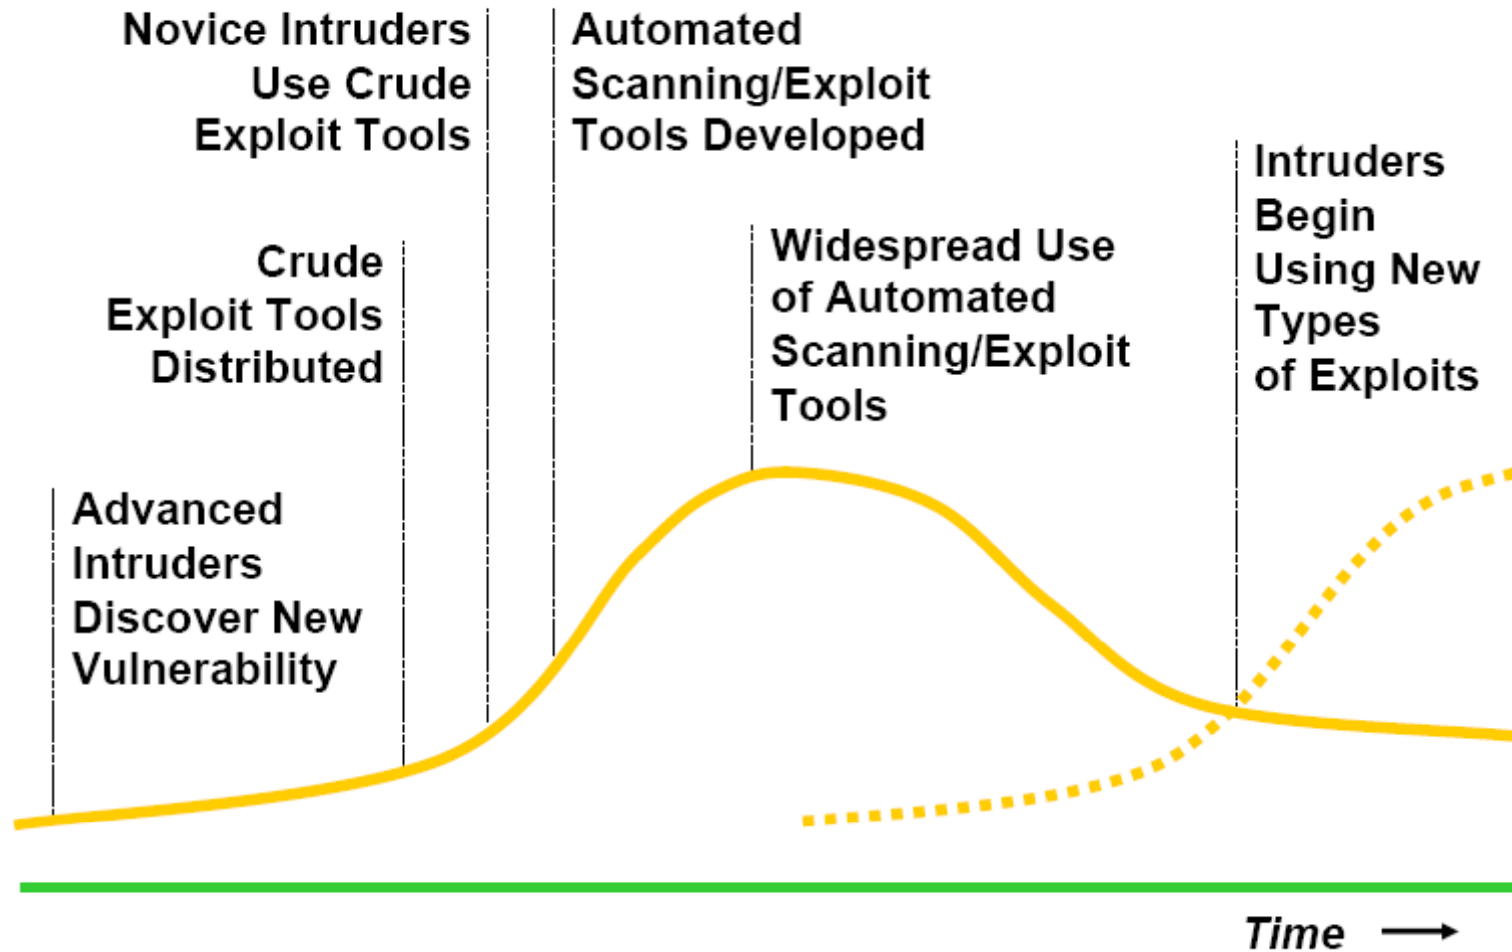 Novice Intruders
Use Crude
Exploit Tools
Automated
Scanning/Exploit
Tools Developed
Intruders
Begin
Using New
Types
of Exploits
Widespread Use
of Automated
Scanning/Exploit
Tools
Crude
Exploit Tools
Distributed
Advanced
Intruders
Discover New
Vulnerability
Time